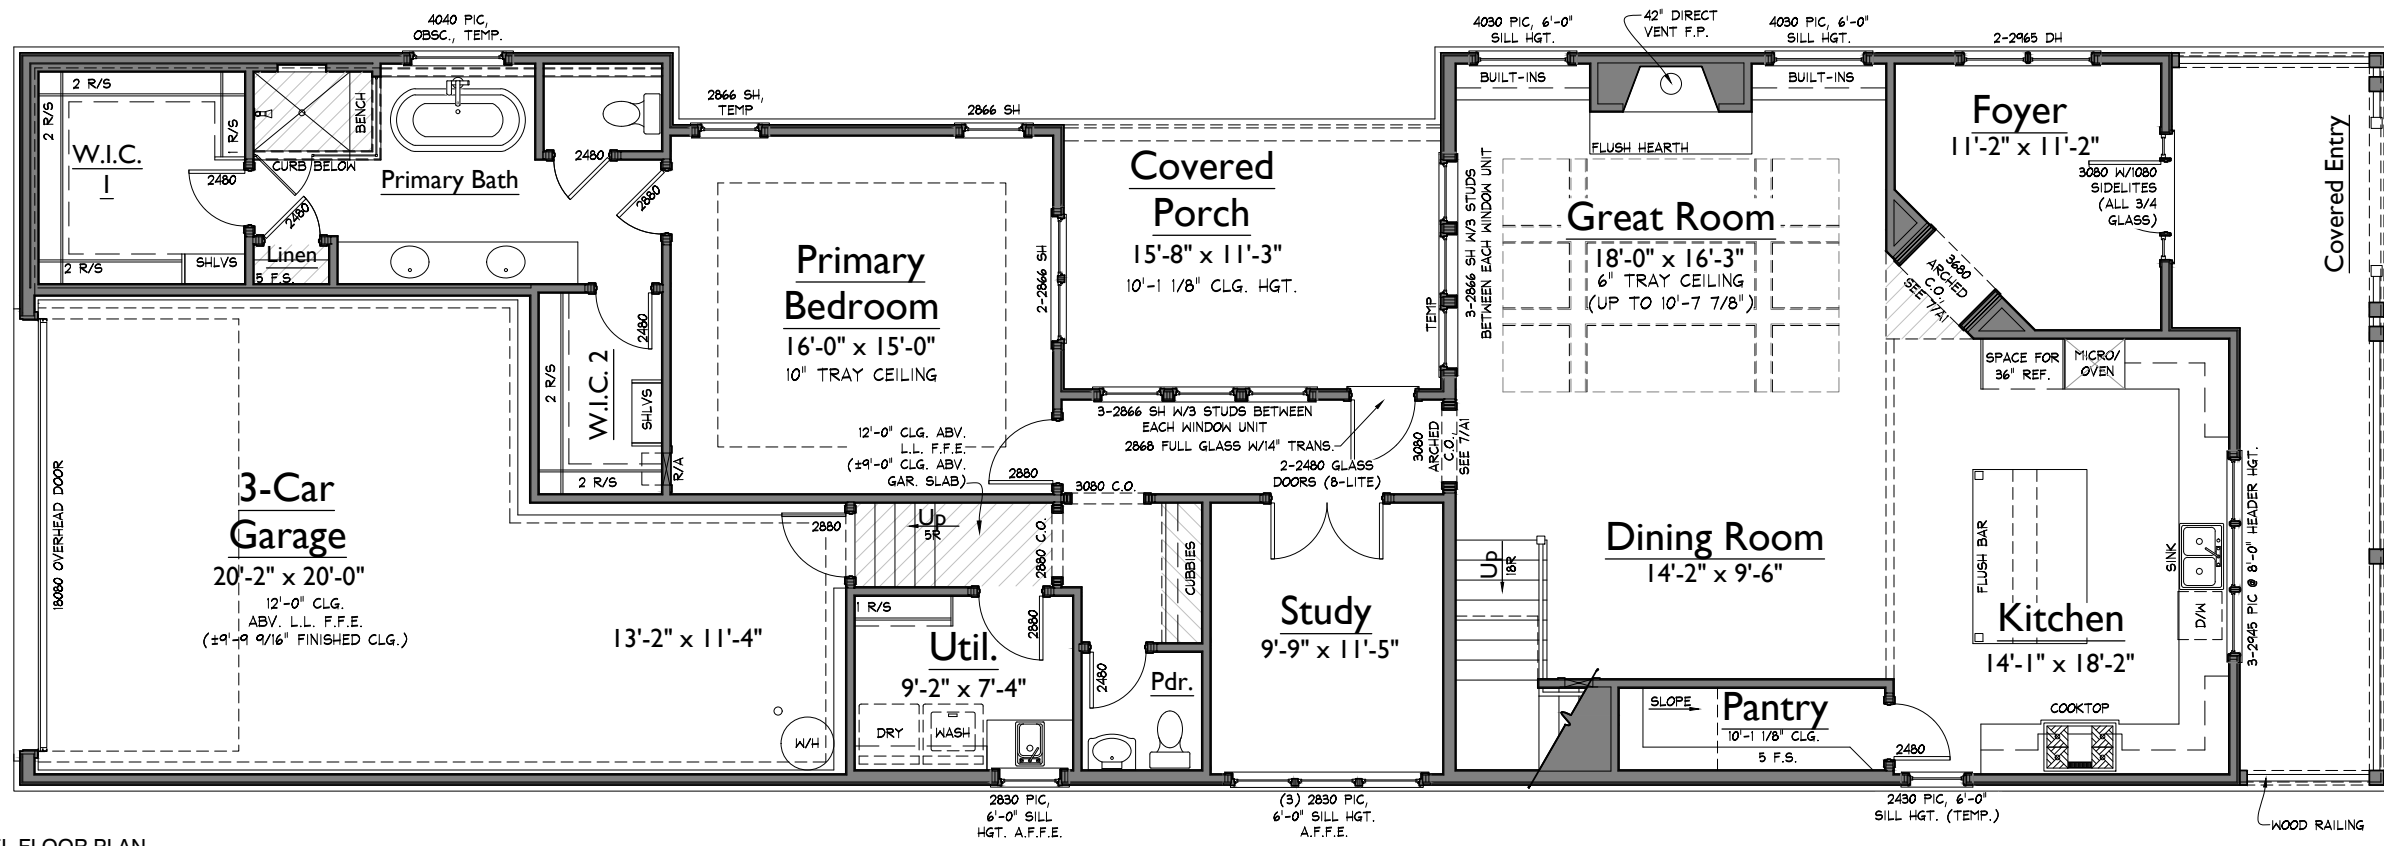 4040 PIC,
OBSC., TEMP.
2 R/S
2 R/S
1 R/S
W.I.C.
1
2480
2 R/S
SHLVS
BENCH
CURB BELOW
2480
Linen
5 F.S.
Primary Bath
2480
2880
2866 SH,
TEMP
2866 SH
Primary
Bedroom
16'-0" x 15'-0"
10" TRAY CEILING
2-2866 SH
2480
2 R/S
W.I.C. 2
SHLVS
2 R/S
R/A
12'-0" CLG. ABV.
L.L. F.F.E.
(±9'-0" CLG. ABV.
GAR. SLAB)
2880
Covered
Porch
15'-8" x 11'-3"
10'-1 1/8" CLG. HGT.
TEMP
3-2866 SH W/3 STUDS
BETWEEN EACH WINDOW UNIT
3-2866 SH W/3 STUDS BETWEEN
EACH WINDOW UNIT
2868 FULL GLASS W/14" TRANS.
2-2480 GLASS
DOORS (8-LITE)
3080
ARCHED
C.O.,
SEE 7/A1
3080 C.O.
4030 PIC, 6'-0"
SILL HGT.
42" DIRECT
VENT F.P.
4030 PIC, 6'-0"
SILL HGT.
BUILT-INS
BUILT-INS
FLUSH HEARTH
Great Room
18'-0" x 16'-3"
6" TRAY CEILING
(UP TO 10'-7 7/8")
2-2965 DH
Foyer
11'-2" x 11'-2"
3080 W/1080
SIDELITES
(ALL 3/4
GLASS)
Covered Entry
3680
ARCHED
C.O.,
SEE 7/A1
SPACE FOR
36" REF.
MICRO/
OVEN
18080 OVERHEAD DOOR
3-Car
Garage
20'-2" x 20'-0"
12'-0" CLG.
ABV. L.L. F.F.E.
(±9'-9 9/16" FINISHED CLG.)
13'-2" x 11'-4"
W/H
2880
Up
5R
2880 C.O.
CUBBIES
1 R/S
2880
Util.
9'-2" x 7'-4"
DRY
WASH
2480
Pdr.
Study
9'-9" x 11'-5"
Up
18R
Dining Room
14'-2" x 9'-6"
FLUSH BAR
SINK
D/W
3-2945 PIC @ 8'-0" HEADER HGT.
Kitchen
14'-1" x 18'-2"
SLOPE
Pantry
10'-1 1/8" CLG.
5 F.S.
2480
COOKTOP
2830 PIC,
6'-0" SILL
HGT. A.F.F.E.
(3) 2830 PIC,
6'-0" SILL HGT.
A.F.F.E.
2430 PIC, 6'-0"
SILL HGT. (TEMP.)
WOOD RAILING
FLOOR PLAN